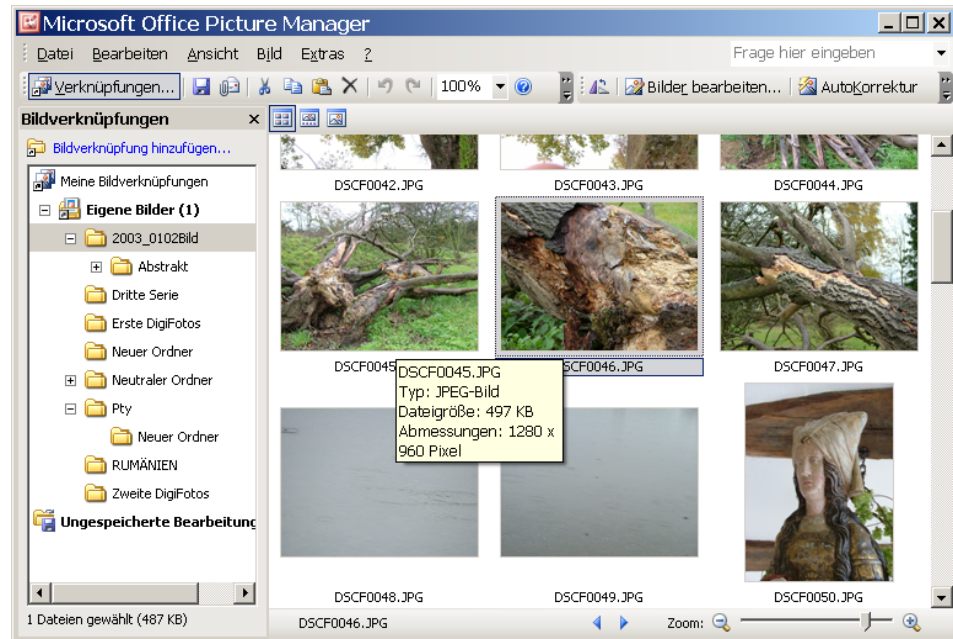 Microsoft Office Picture Manager
Datei Bearbeiten Ansicht Bild Extras ? Frage hier eingeben
Verknüpfungen... 100% Bilder bearbeiten... AutoKorrektur
Bildverknüpfungen
Bildverknüpfung hinzufügen...
Meine Bildverknüpfungen
Eigene Bilder (1)
2003_0102Bild
Abstrakt
Dritte Serie
Erste DigiFotos
Neuer Ordner
Neutraler Ordner
Pty
Neuer Ordner
RUMÄNIEN
Zweite DigiFotos
Ungespeicherte Bearbeitung
1 Dateien gewählt (487 KB)
DSCF0042.JPG DSCF0043.JPG DSCF0044.JPG
DSCF0045 SCF0046.JPG DSCF0047.JPG
DSCF0045.JPG
Typ: JPEG-Bild
Dateigröße: 497 KB
Abmessungen: 1280 x
960 Pixel
DSCF0048.JPG DSCF0049.JPG DSCF0050.JPG
DSCF0046.JPG Zoom: